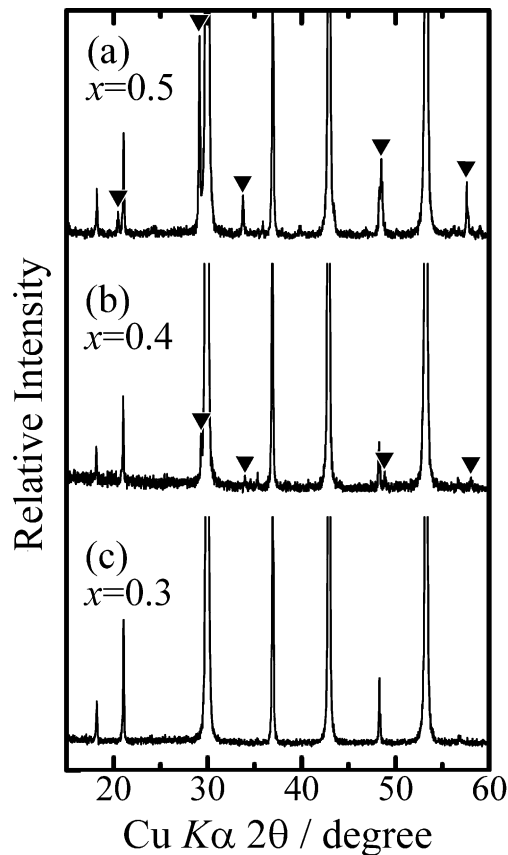 (a)
x=0.5
(b)
x=0.4
(c)
x=0.3
Relative Intensity
20 30 40 50 60
Cu Kα 2θ / degree